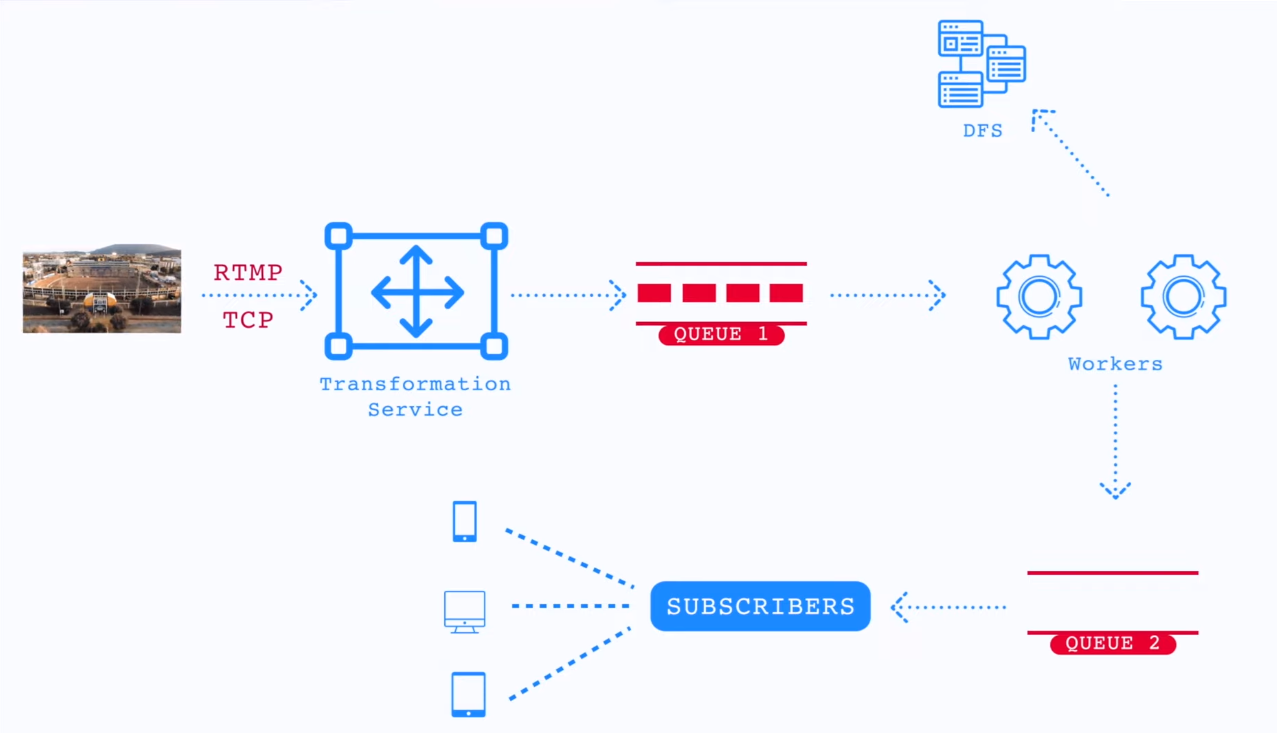 DFS
RTMP
TCP
Transformation
Service
QUEUE 1
Workers
SUBSCRIBERS
QUEUE 2